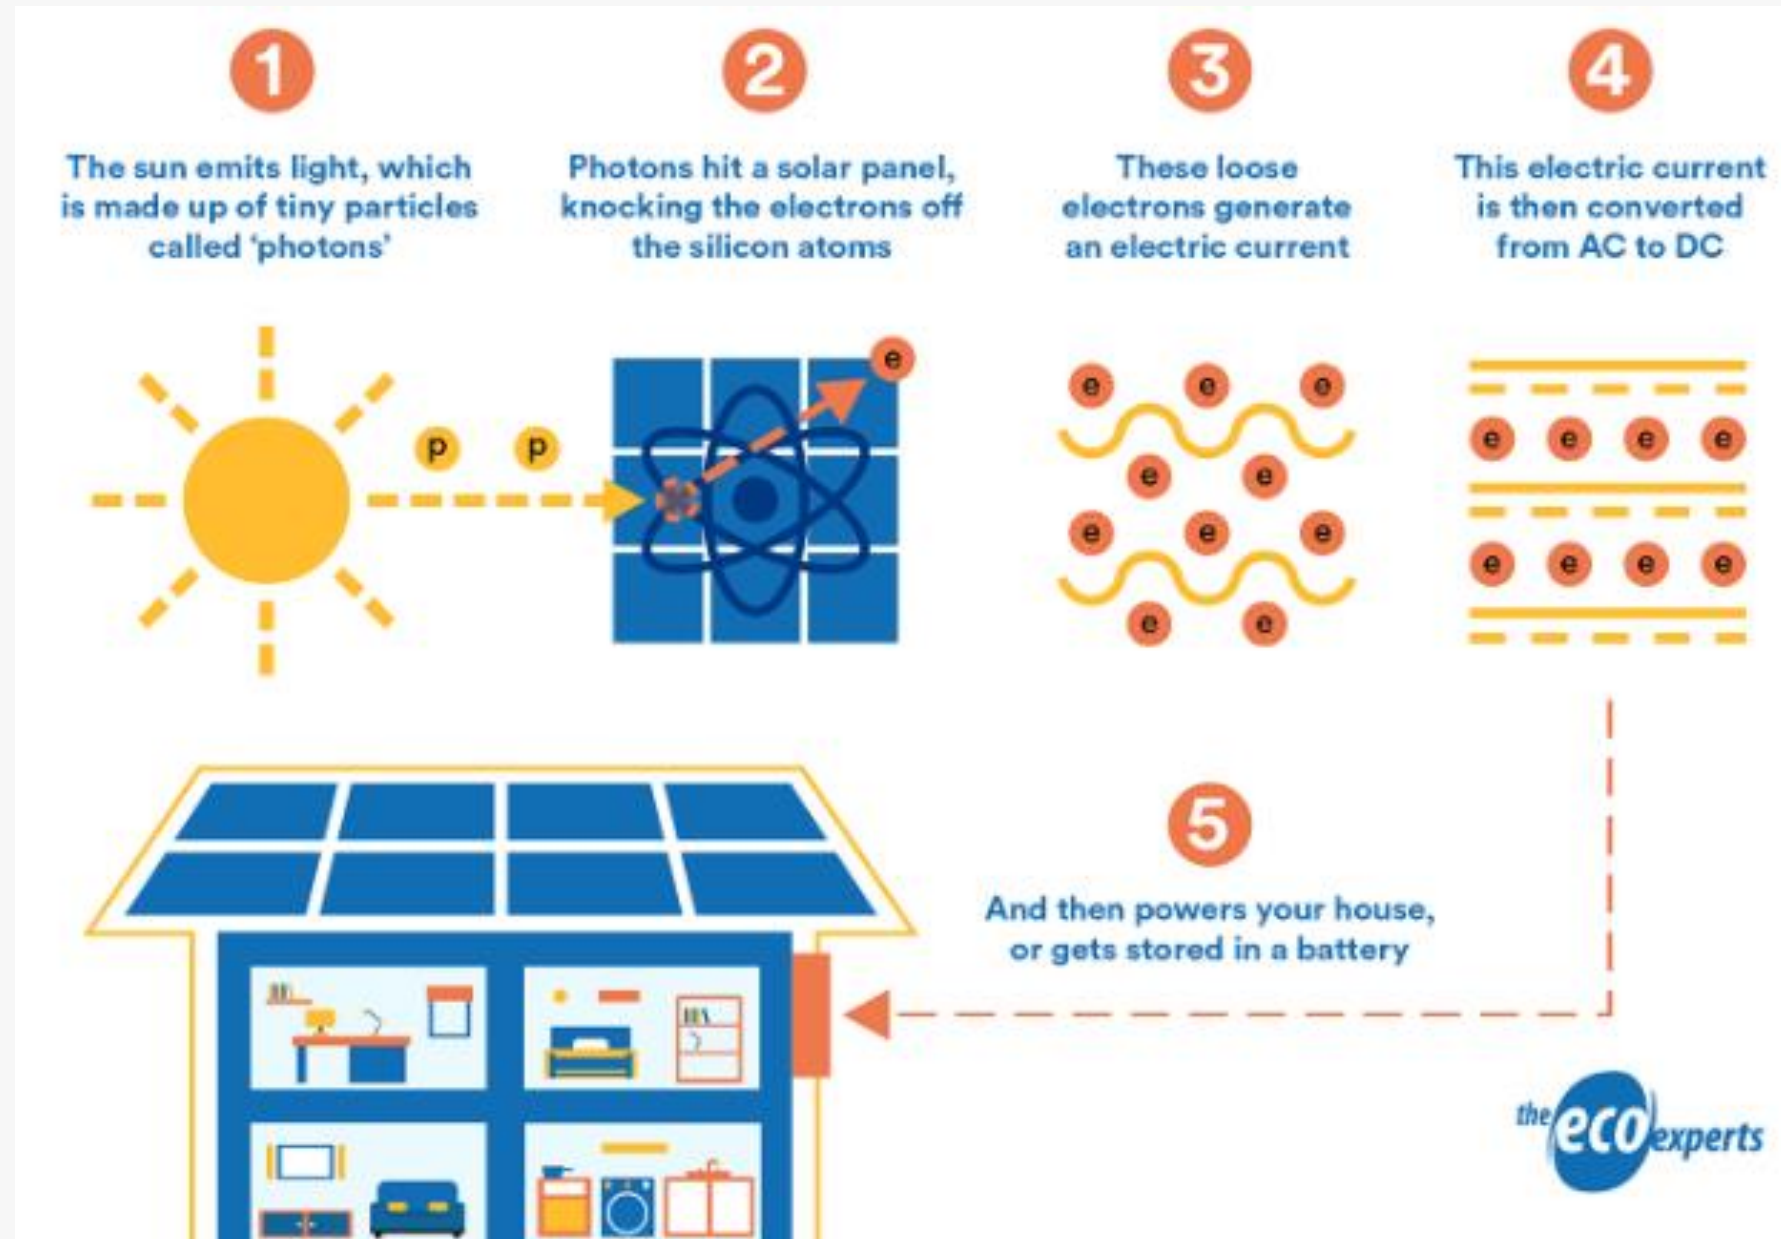 1
The sun emits light, which
is made up of tiny particles
called ‘photons’
2
Photons hit a solar panel,
knocking the electrons off
the silicon atoms
3
These loose
electrons generate
an electric current
4
This electric current
is then converted
from AC to DC
p p
e
e e e
e e
e e e
e e
e e e e
e e e e
5
And then powers your house,
or gets stored in a battery
the eco experts